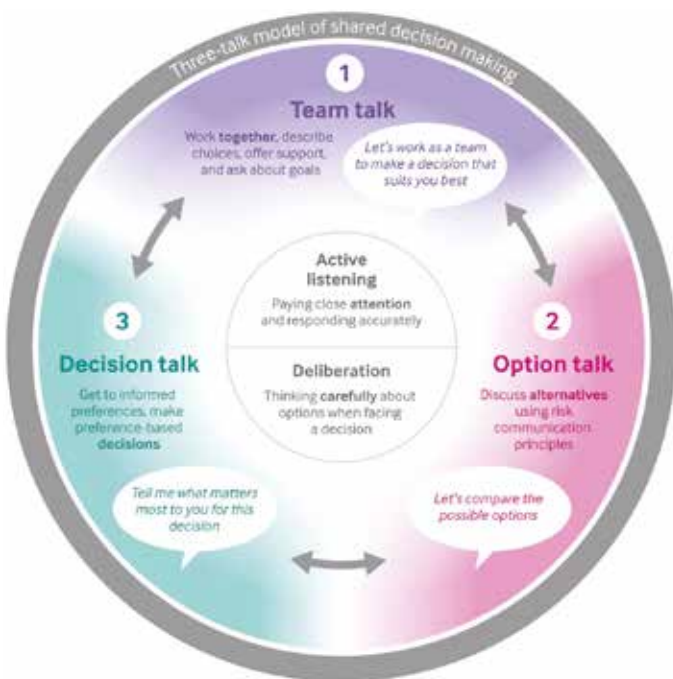 Three-talk model of shared decision making
1
Team talk
Work together, describe
choices, offer support,
and ask about goals
Let's work as a team
to make a decision that
suits you best
Active
listening
Paying close attention
and responding accurately
Deliberation
Thinking carefully about
options when facing
a decision
2
Option talk
Discuss alternatives
using risk
communication
principles
Let's compare the
possible options
3
Decision talk
Get to informed
preferences, make
preference-based
decisions
Tell me what matters
most to you for this
decision